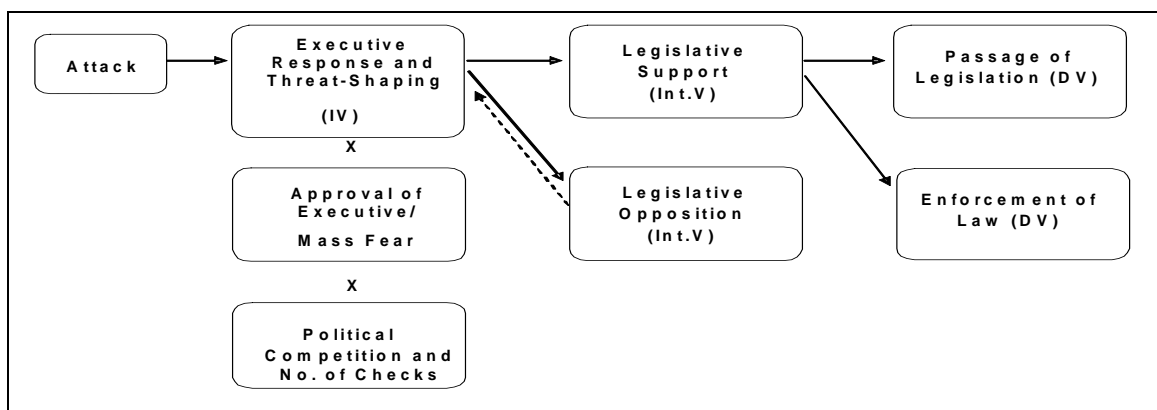 Attack
Executive
Response and
Threat-Shaping
(IV)
X
Approval of
Executive/
Mass Fear
X
Political
Competition and
No. of Checks
Legislative
Support
(Int.V)
Legislative
Opposition
(Int.V)
Passage of
Legislation (DV)
Enforcement of
Law (DV)